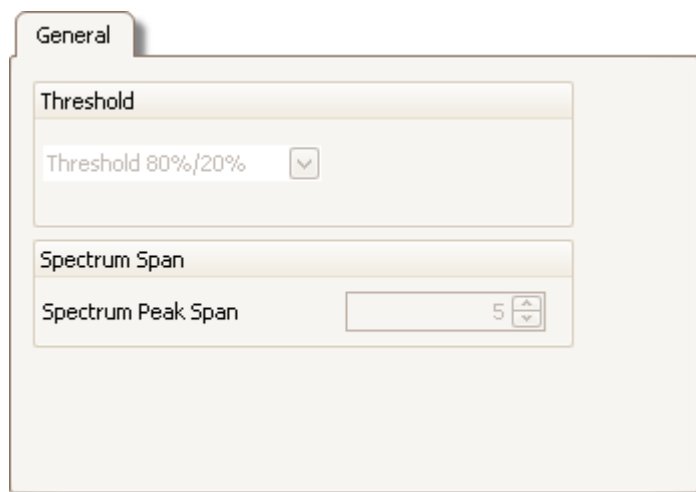 General
Threshold
Threshold 80%/20%
Spectrum Span
Spectrum Peak Span 5